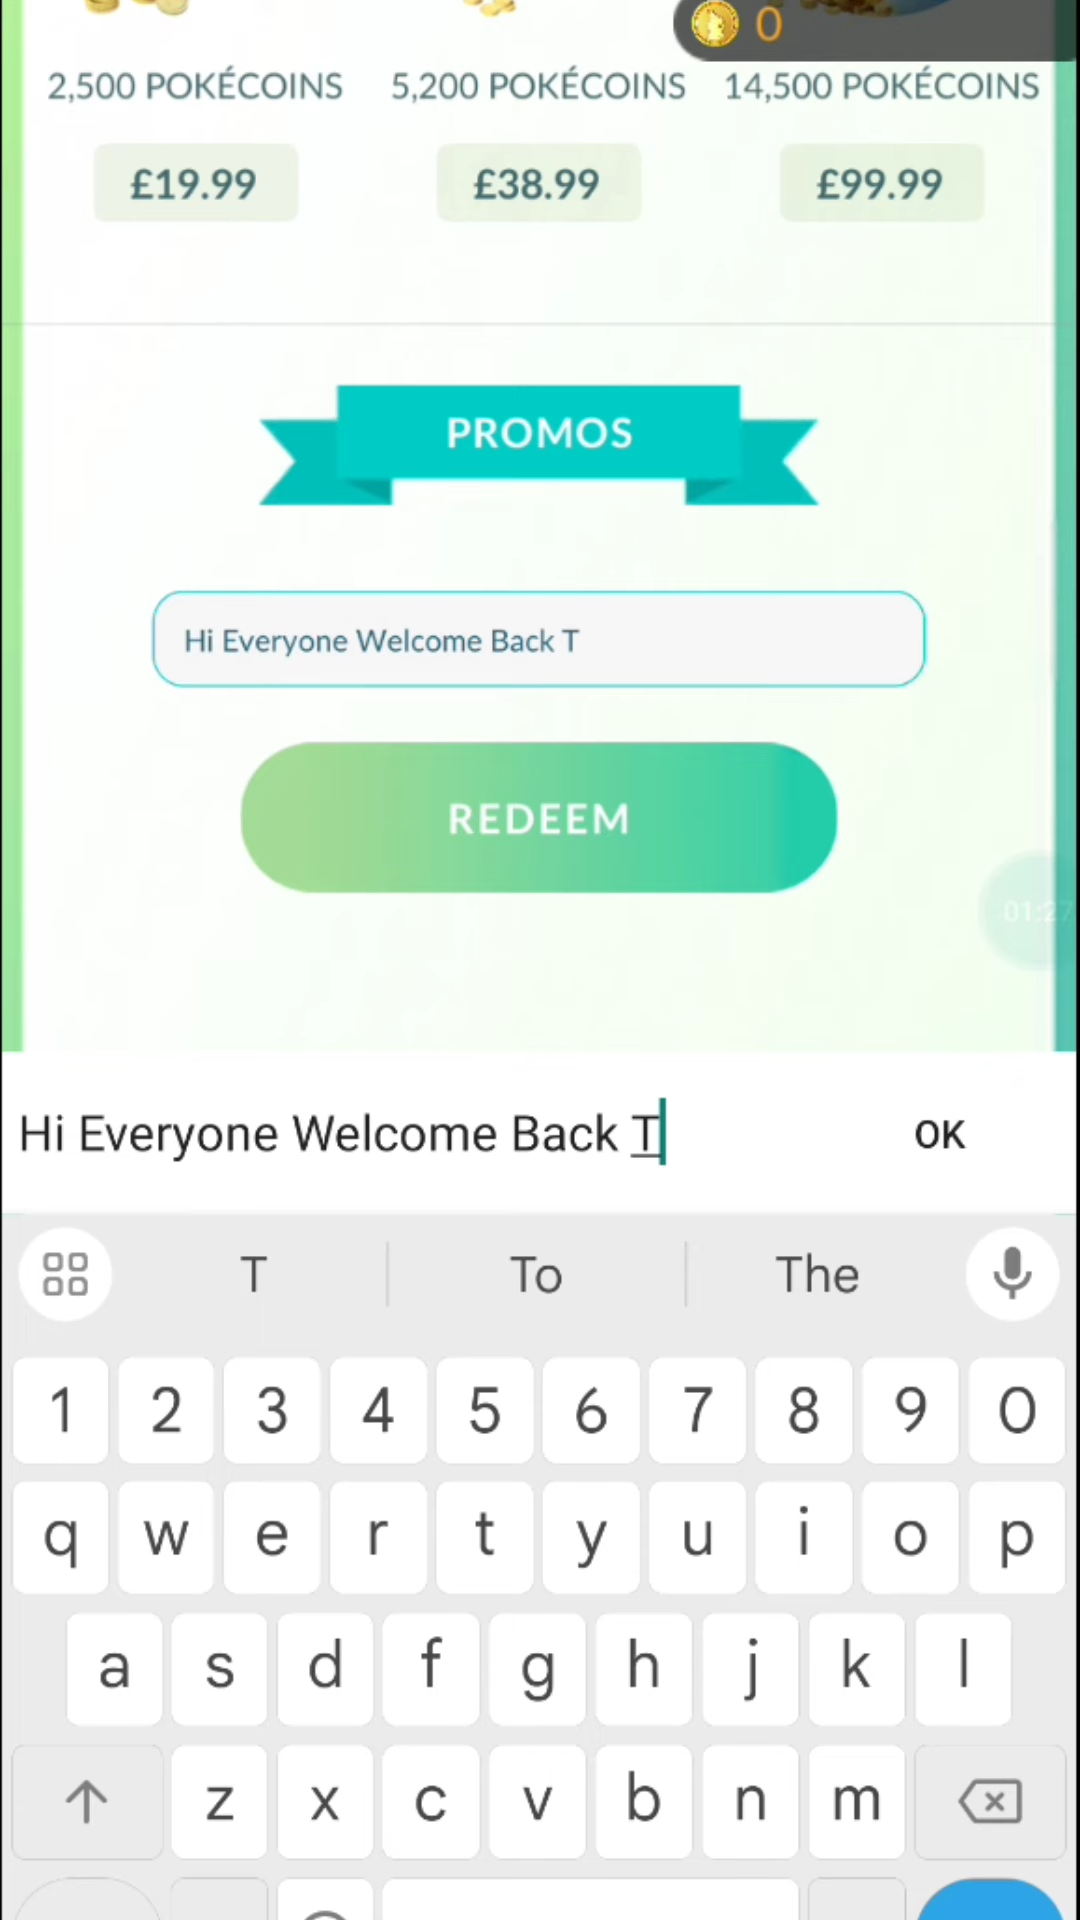 0
2,500 POKÉCOINS 5,200 POKÉCOINS 14,500 POKÉCOINS
£19.99 £38.99 £99.99
PROMOS
Hi Everyone Welcome Back T
REDEEM
01:27
Hi Everyone Welcome Back T OK
T To The
1 2 3 4 5 6 7 8 9 0
q w e r t y u i o p
a s d f g h j k l
z x c v b n m